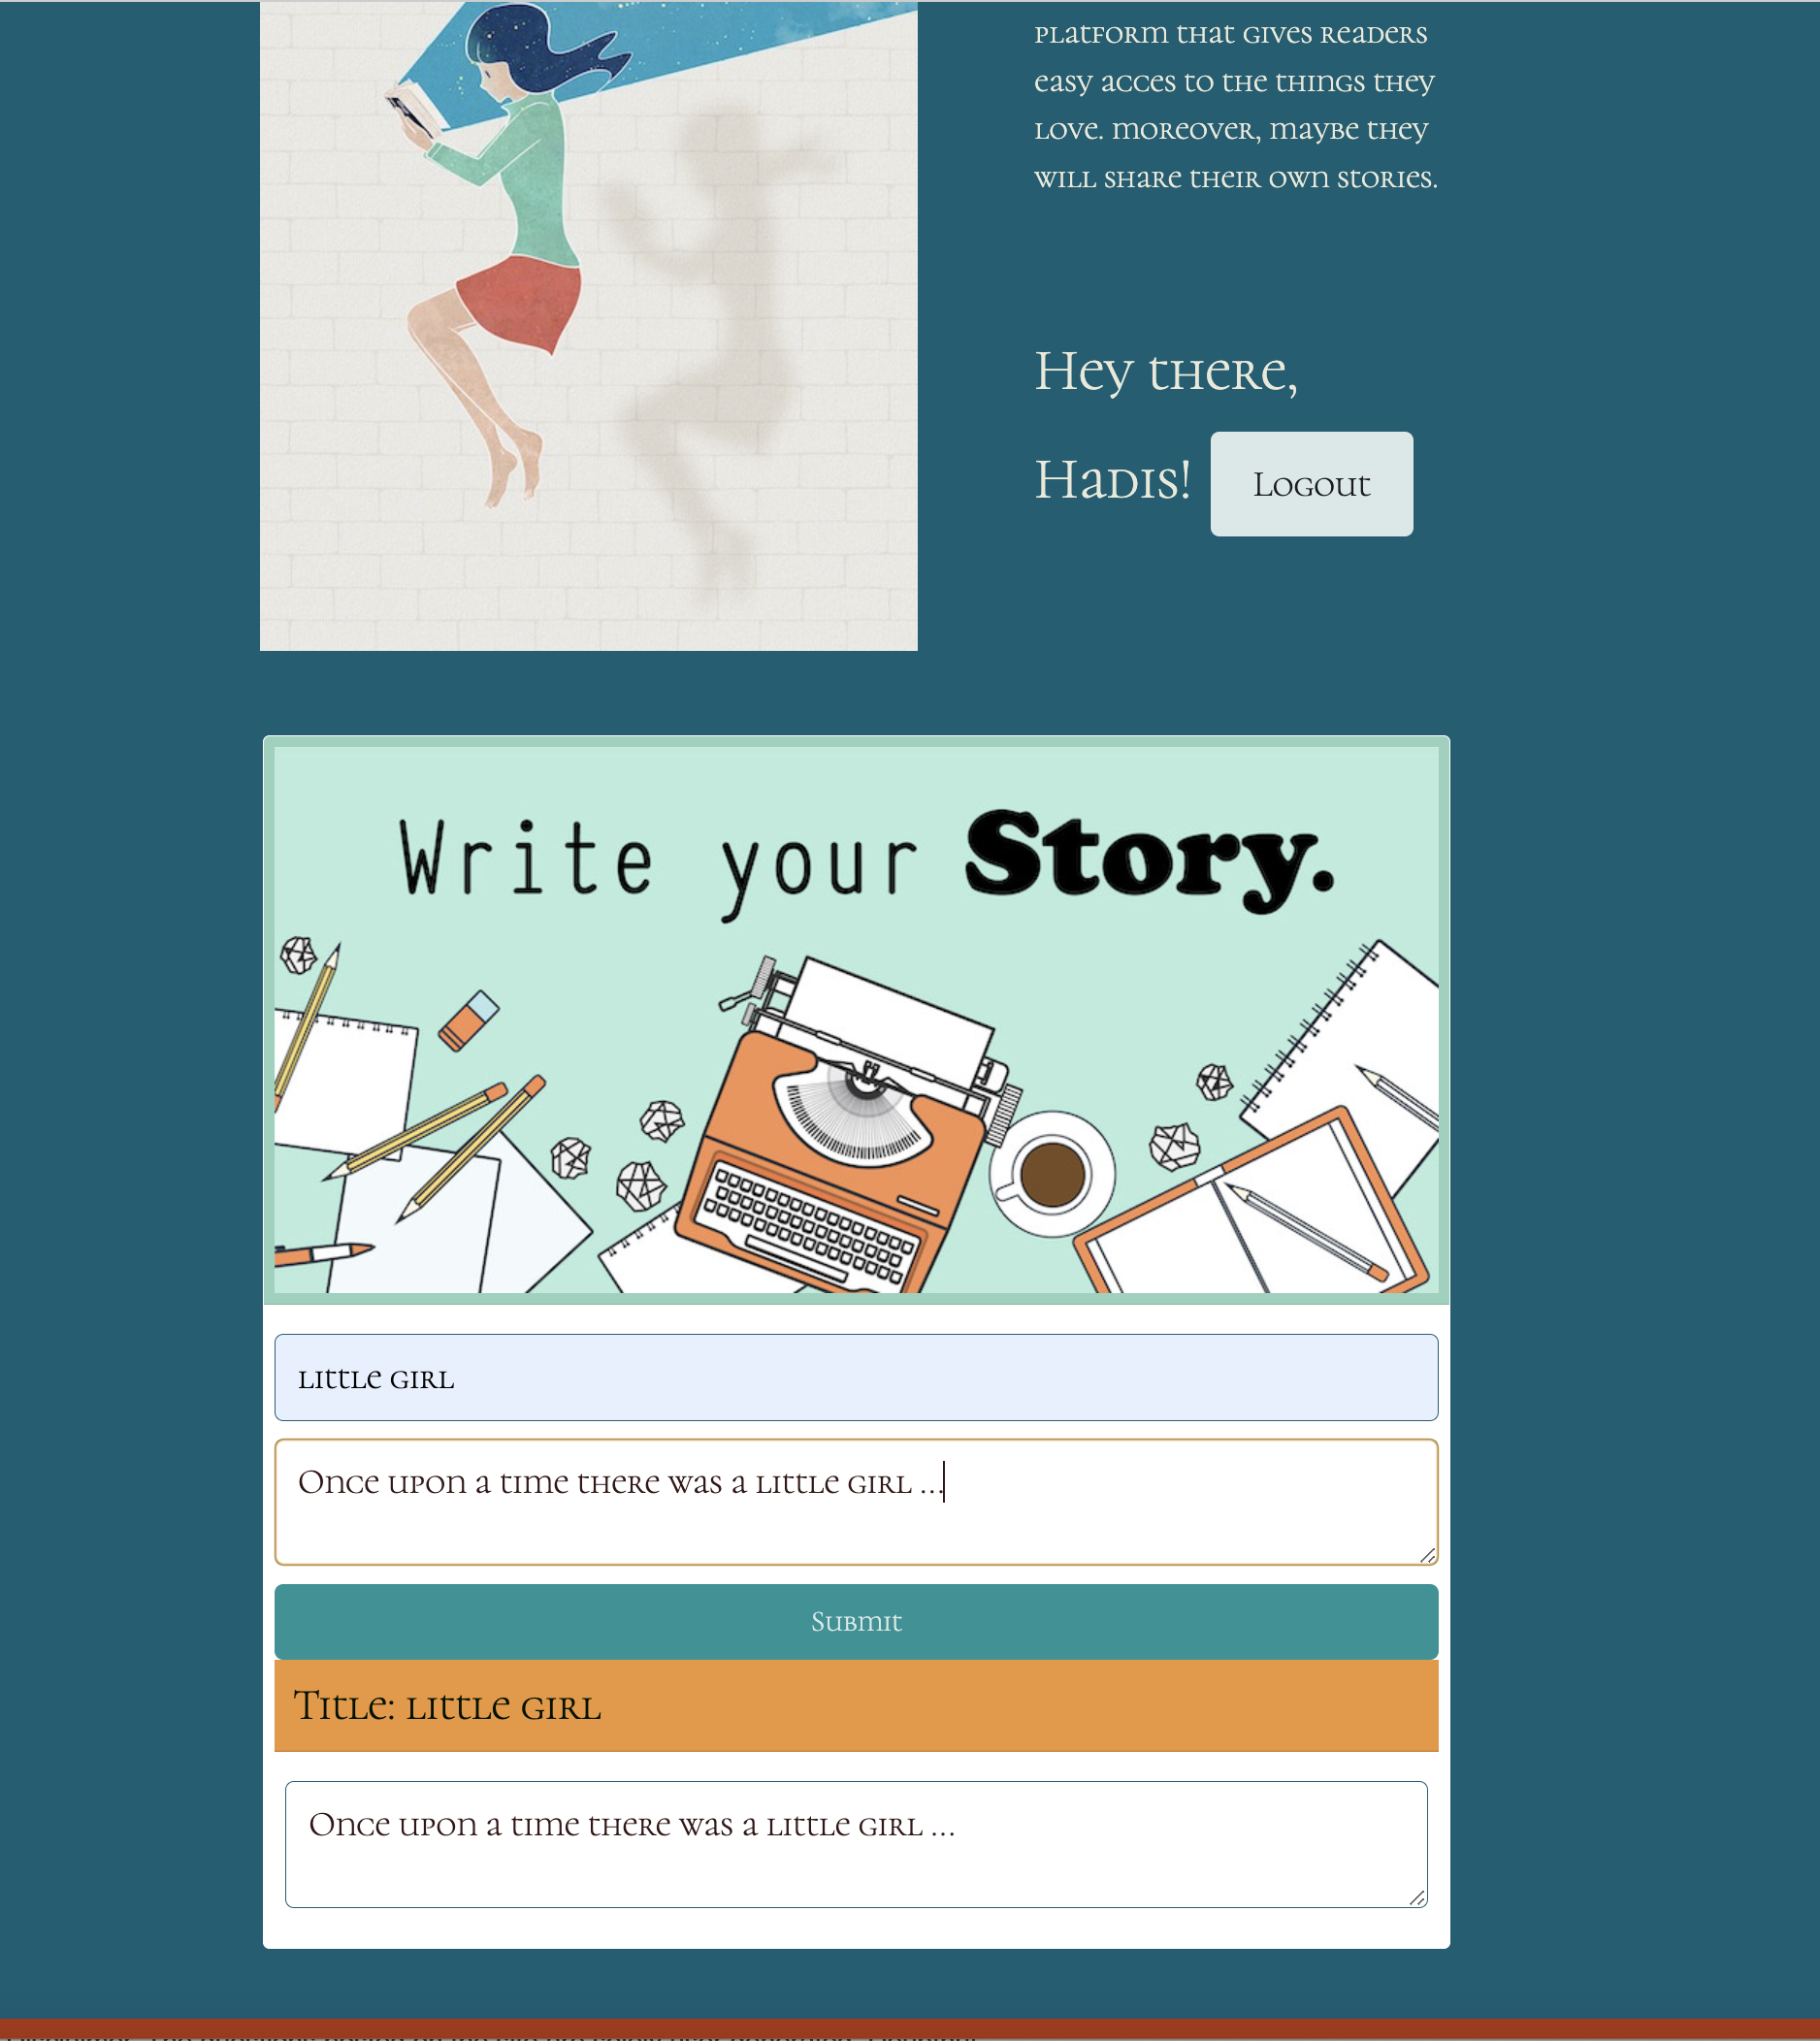 platform that gives readers
easy acces to the things they
love. moreover, maybe they
will share their own stories.
Hey there,
Hadis!
Logout
Write your Story.
little girl
Once upon a time there was a little girl ...
Submit
Title: little girl
Once upon a time there was a little girl ...